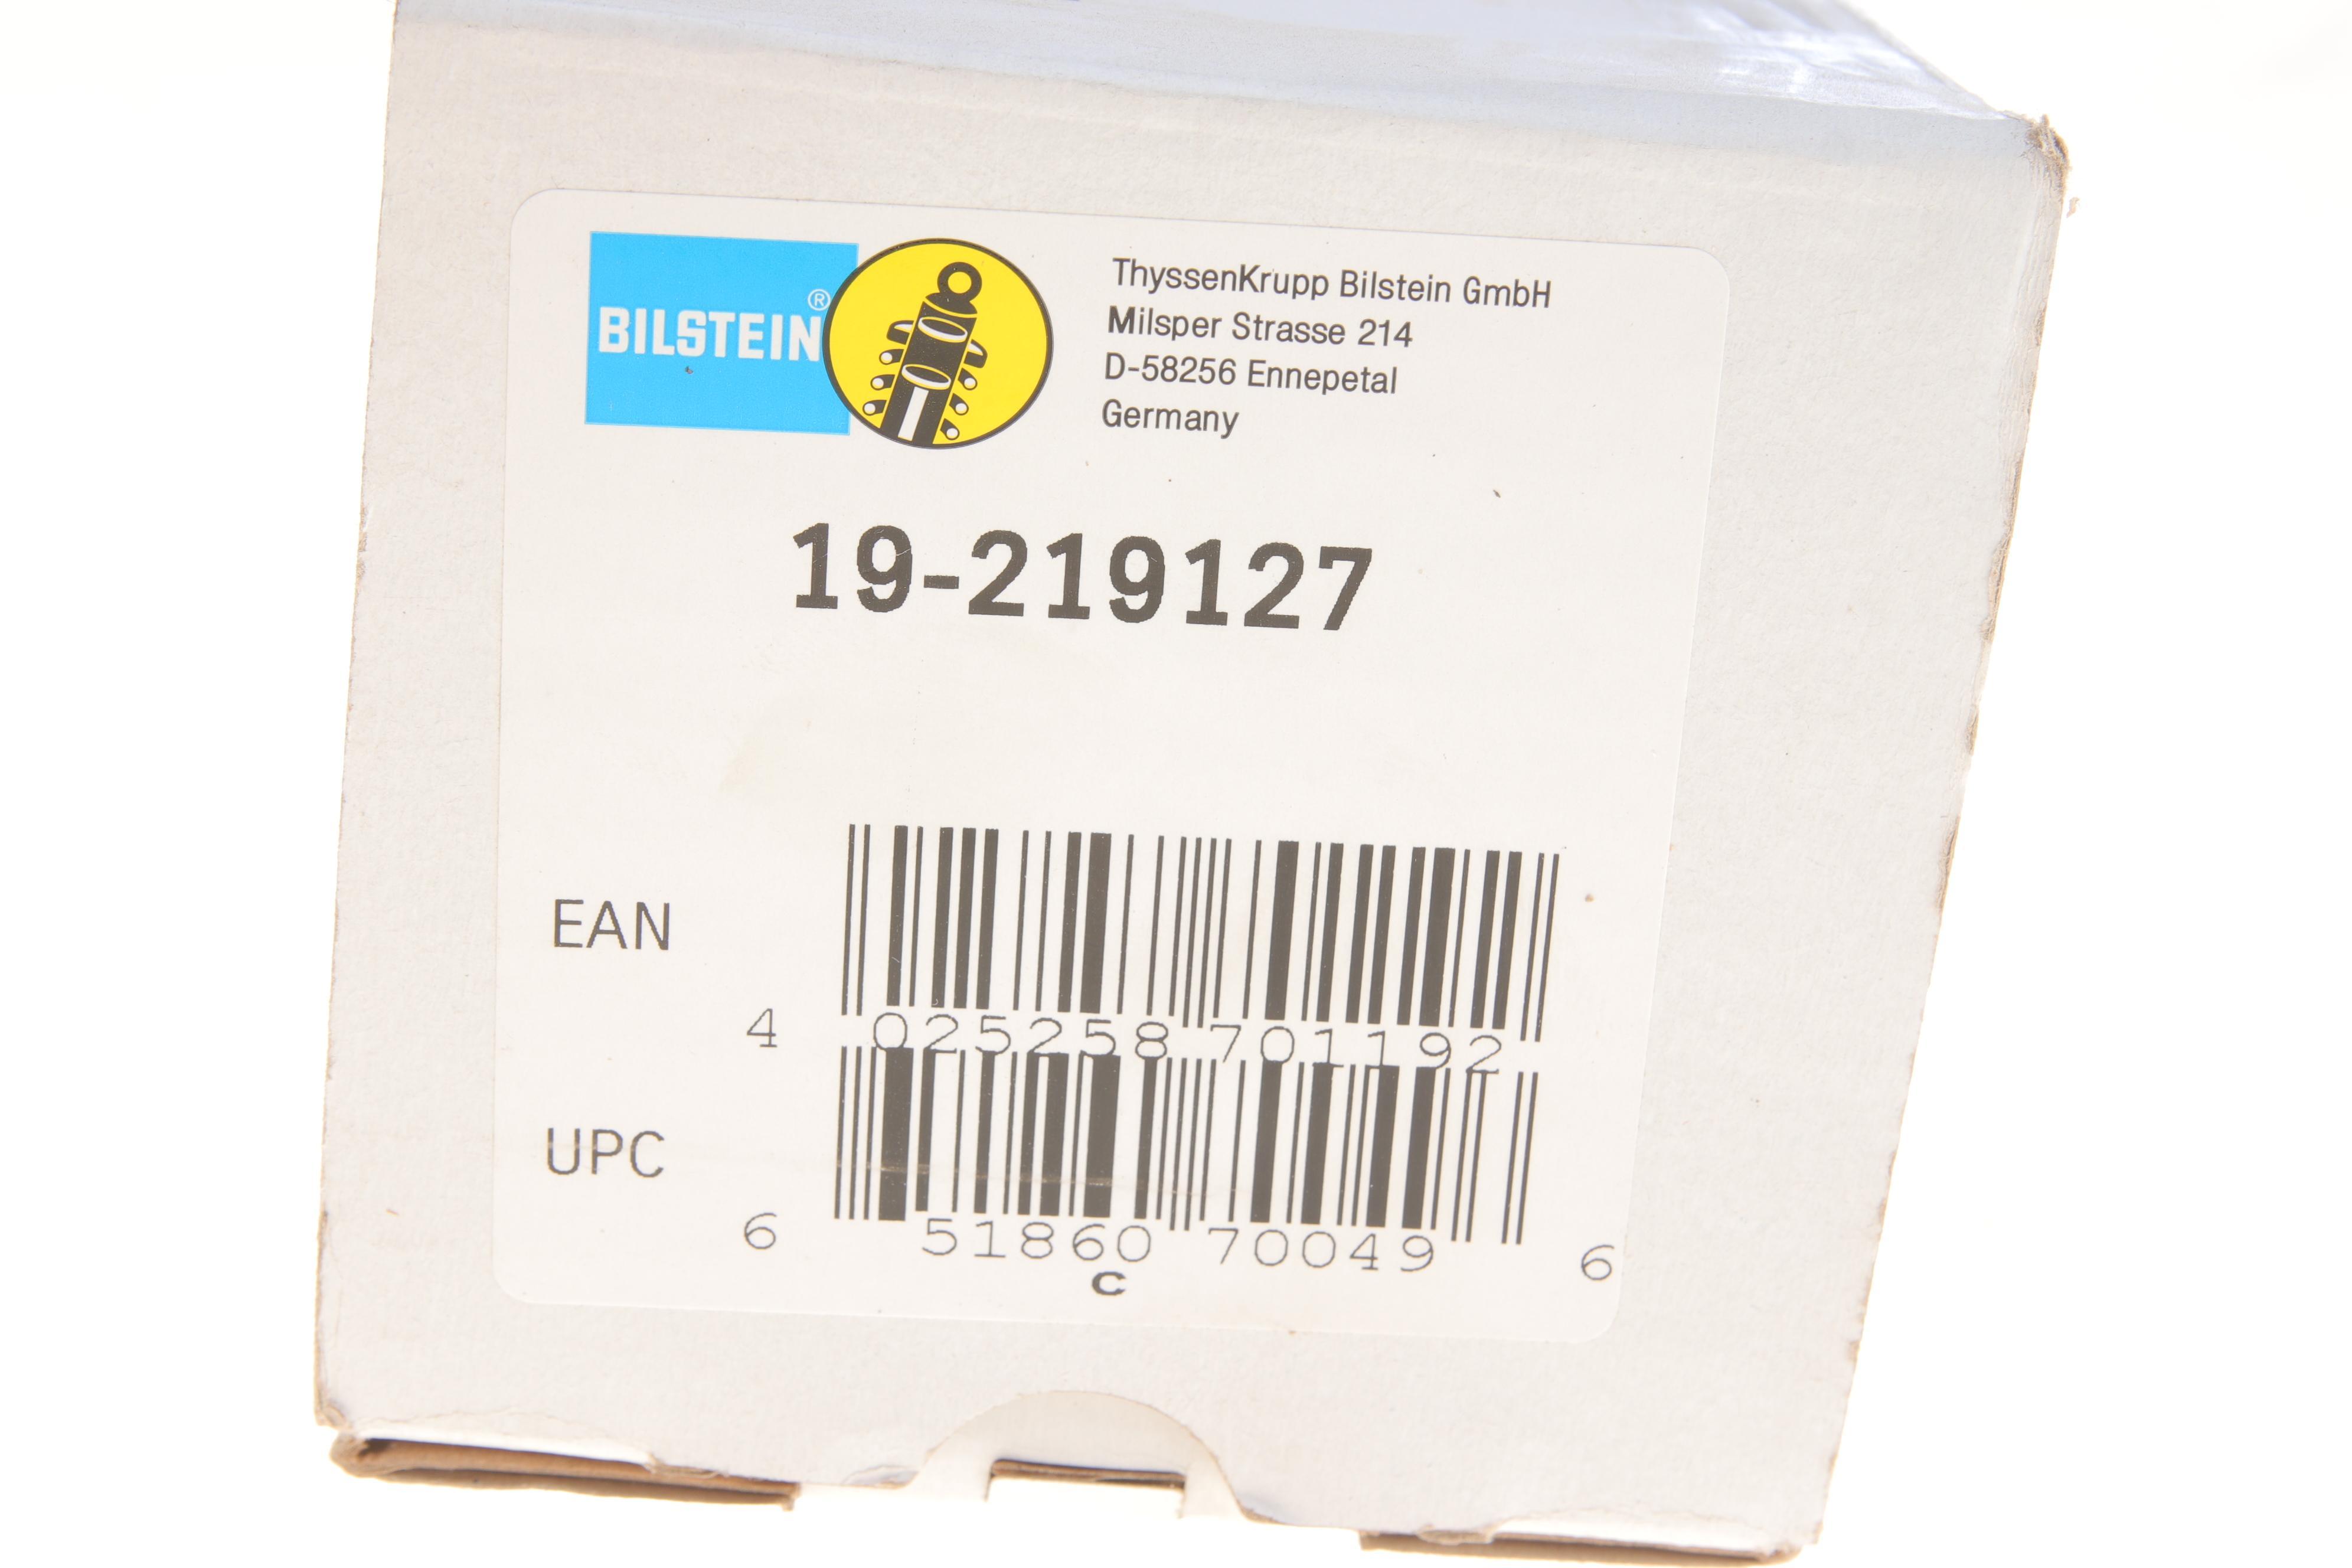 BILSTEIN®
ThyssenKrupp Bilstein GmbH
Milsper Strasse 214
D-58256 Ennepetal
Germany
19-219127
EAN
4 025258 701192
UPC
6 51860 70049 6
C